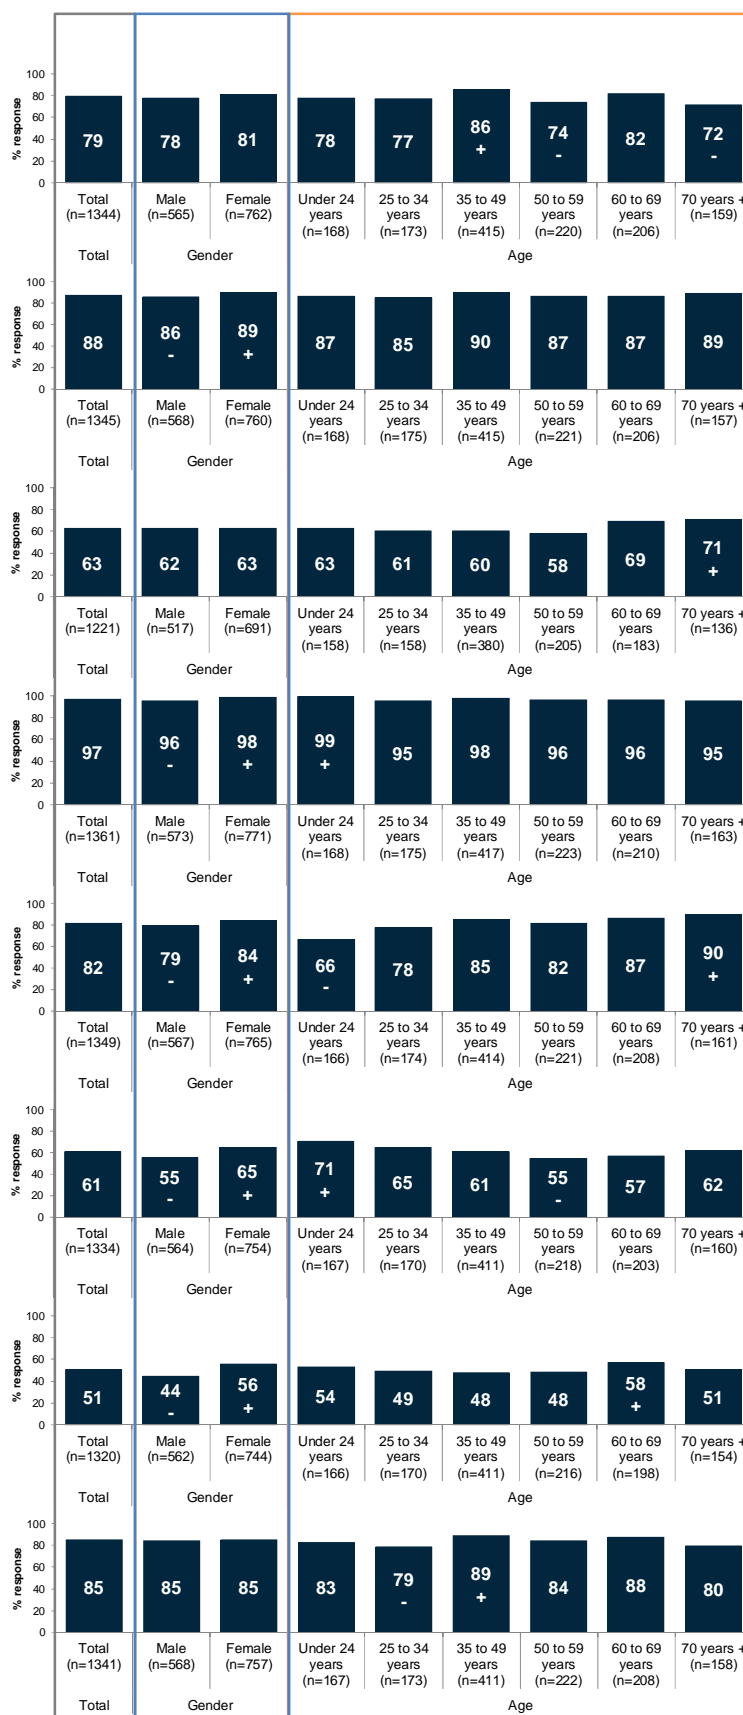 % response
100
80
60
40
20
0
79 78 81 78 77 86 74 82 72
+ - -
Total Male Female Under 24 25 to 34 35 to 49 50 to 59 60 to 69 70 years +
(n=1344) (n=565) (n=762) years years years years years (n=159)
(n=168) (n=173) (n=415) (n=220) (n=206)
Total Gender Age
% response
100
80
60
40
20
0
88 86 89 87 85 90 87 87 89
- +
Total Male Female Under 24 25 to 34 35 to 49 50 to 59 60 to 69 70 years +
(n=1345) (n=568) (n=760) years years years years years (n=157)
(n=168) (n=175) (n=415) (n=221) (n=206)
Total Gender Age
% response
100
80
60
40
20
0
63 62 63 63 61 60 58 69 71
+
Total Male Female Under 24 25 to 34 35 to 49 50 to 59 60 to 69 70 years +
(n=1221) (n=517) (n=691) years years years years years (n=136)
(n=158) (n=158) (n=380) (n=205) (n=183)
Total Gender Age
% response
100
80
60
40
20
0
97 96 98 99 95 98 96 96 95
- + +
Total Male Female Under 24 25 to 34 35 to 49 50 to 59 60 to 69 70 years +
(n=1361) (n=573) (n=771) years years years years years (n=163)
(n=168) (n=175) (n=417) (n=223) (n=210)
Total Gender Age
% response
100
80
60
40
20
0
82 79 84 66 78 85 82 87 90
- + - +
Total Male Female Under 24 25 to 34 35 to 49 50 to 59 60 to 69 70 years +
(n=1349) (n=567) (n=765) years years years years years (n=161)
(n=166) (n=174) (n=414) (n=221) (n=208)
Total Gender Age
% response
100
80
60
40
20
0
61 55 65 71 65 61 55 57 62
- + + -
Total Male Female Under 24 25 to 34 35 to 49 50 to 59 60 to 69 70 years +
(n=1334) (n=564) (n=754) years years years years years (n=160)
(n=167) (n=170) (n=411) (n=218) (n=203)
Total Gender Age
% response
100
80
60
40
20
0
51 44 56 54 49 48 48 58 51
- + +
Total Male Female Under 24 25 to 34 35 to 49 50 to 59 60 to 69 70 years +
(n=1320) (n=562) (n=744) years years years years years (n=154)
(n=166) (n=170) (n=411) (n=216) (n=198)
Total Gender Age
% response
100
80
60
40
20
0
85 85 85 83 79 89 84 88 80
- +
Total Male Female Under 24 25 to 34 35 to 49 50 to 59 60 to 69 70 years +
(n=1341) (n=568) (n=757) years years years years years (n=158)
(n=167) (n=173) (n=411) (n=222) (n=208)
Total Gender Age